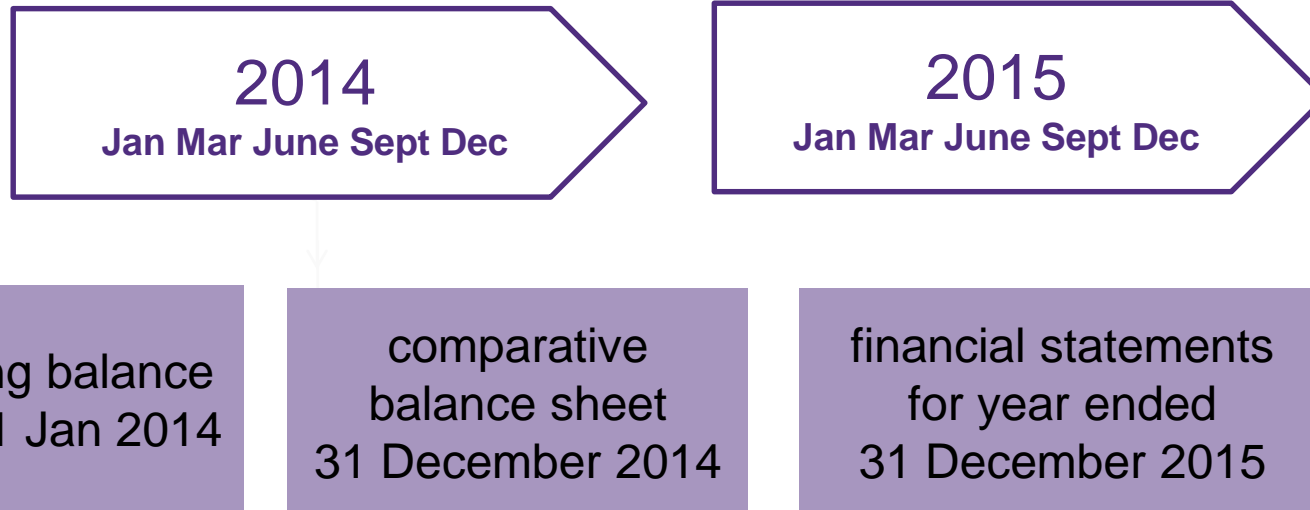 2014
Jan Mar June Sept Dec
2015
Jan Mar June Sept Dec
balance
Jan 2014
comparative
balance sheet
31 December 2014
financial statements
for year ended
31 December 2015